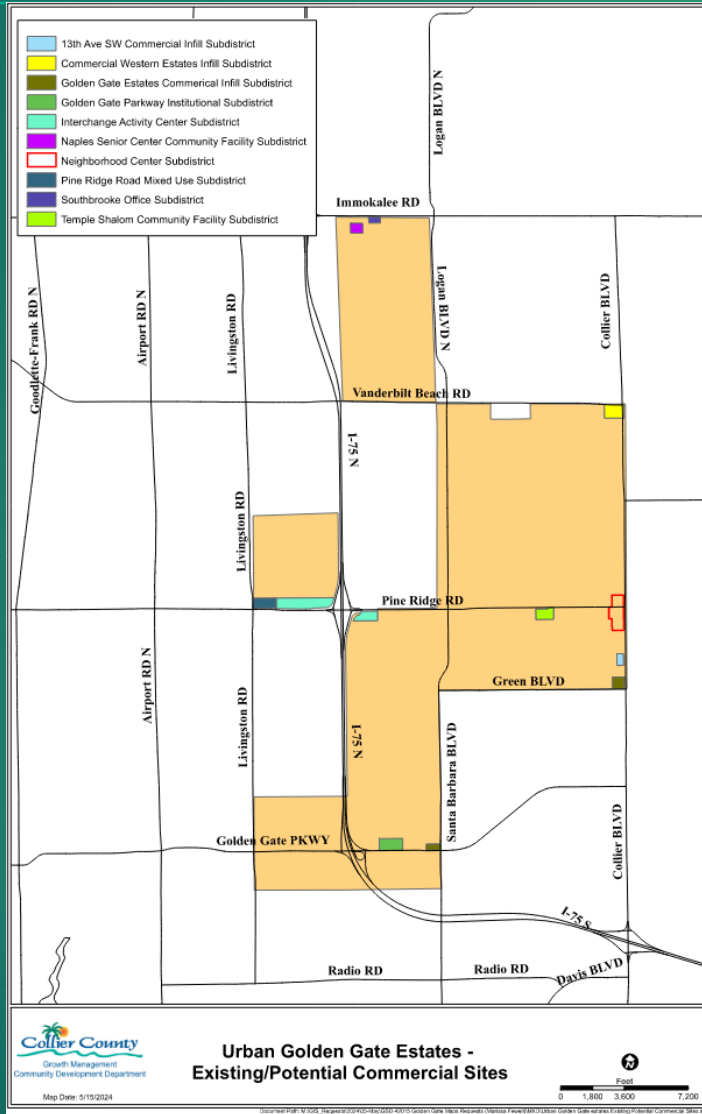 13th Ave SW Commercial Infill Subdistrict
Commercial Western Estates Infill Subdistrict
Golden Gate Estates Commerical Infill Subdistrict
Golden Gate Parkway Institutional Subdistrict
Interchange Activity Center Subdistrict
Naples Senior Center Community Facility Subdistrict
Neighborhood Center Subdistrict
Pine Ridge Road Mixed Use Subdistrict
Southbrooke Office Subdistrict
Temple Shalom Community Facility Subdistrict
Logan BLVD N
Immokalee RD
Goodlette-Frank RD N
Airport RD N
Livingston RD
Logan BLVD N
Collier BLVD
Vanderbilt Beach RD
I-75 N
Livingston RD
Pine Ridge RD
Airport RD N
Livingston RD
Green BLVD
I-75 N
Santa Barbara BLVD
Golden Gate PKWY
Collier BLVD
I-75 S
Radio RD
Radio RD
Davis BLVD
Collier County
Growth Management
Community Development Department
Map Date: 5/15/2024
Urban Golden Gate Estates -
Existing/Potential Commercial Sites
N
Feet
0 1,800 3,600 7,200